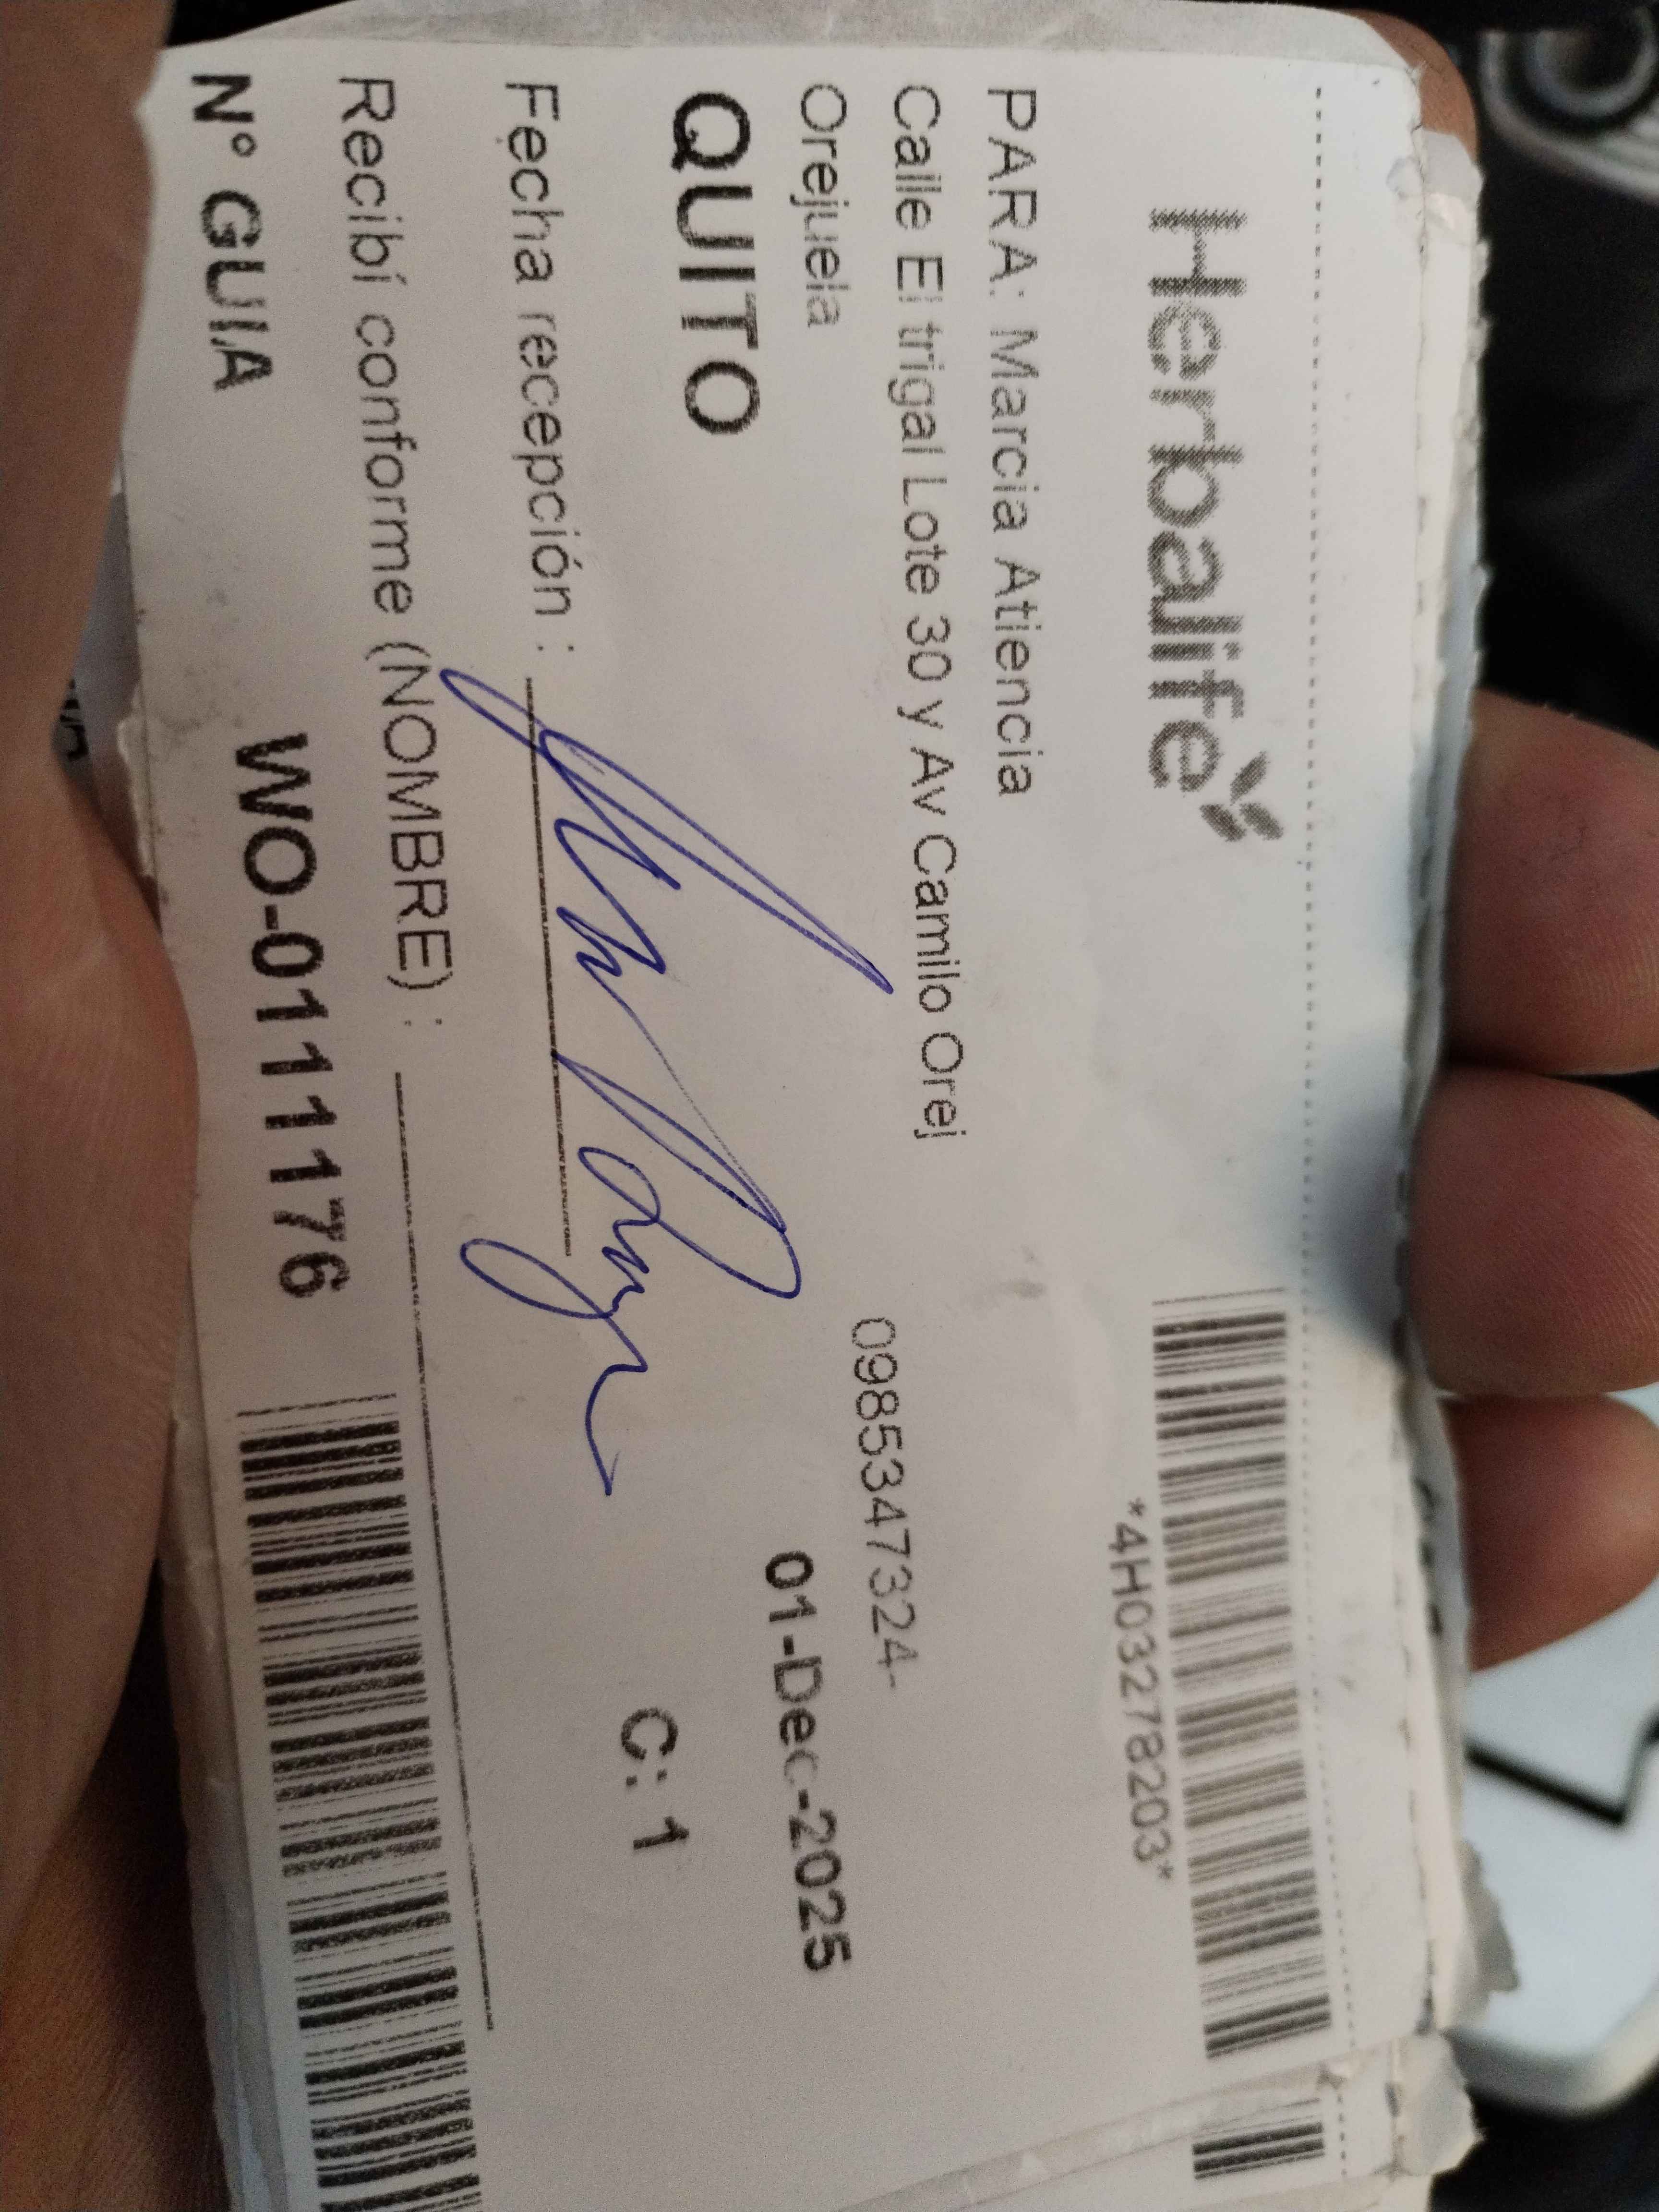 Herbalife
*4H03278203*
PARA: Marcia Atiencia
Calle El trigal Lote 30 y Av Camilo Orej
Orejuela
0985347324-
QUITO
01-Dec-2025
C: 1
Fecha recepción :
Recibí conforme (NOMBRE) :
N° GUIA
WO-0111176